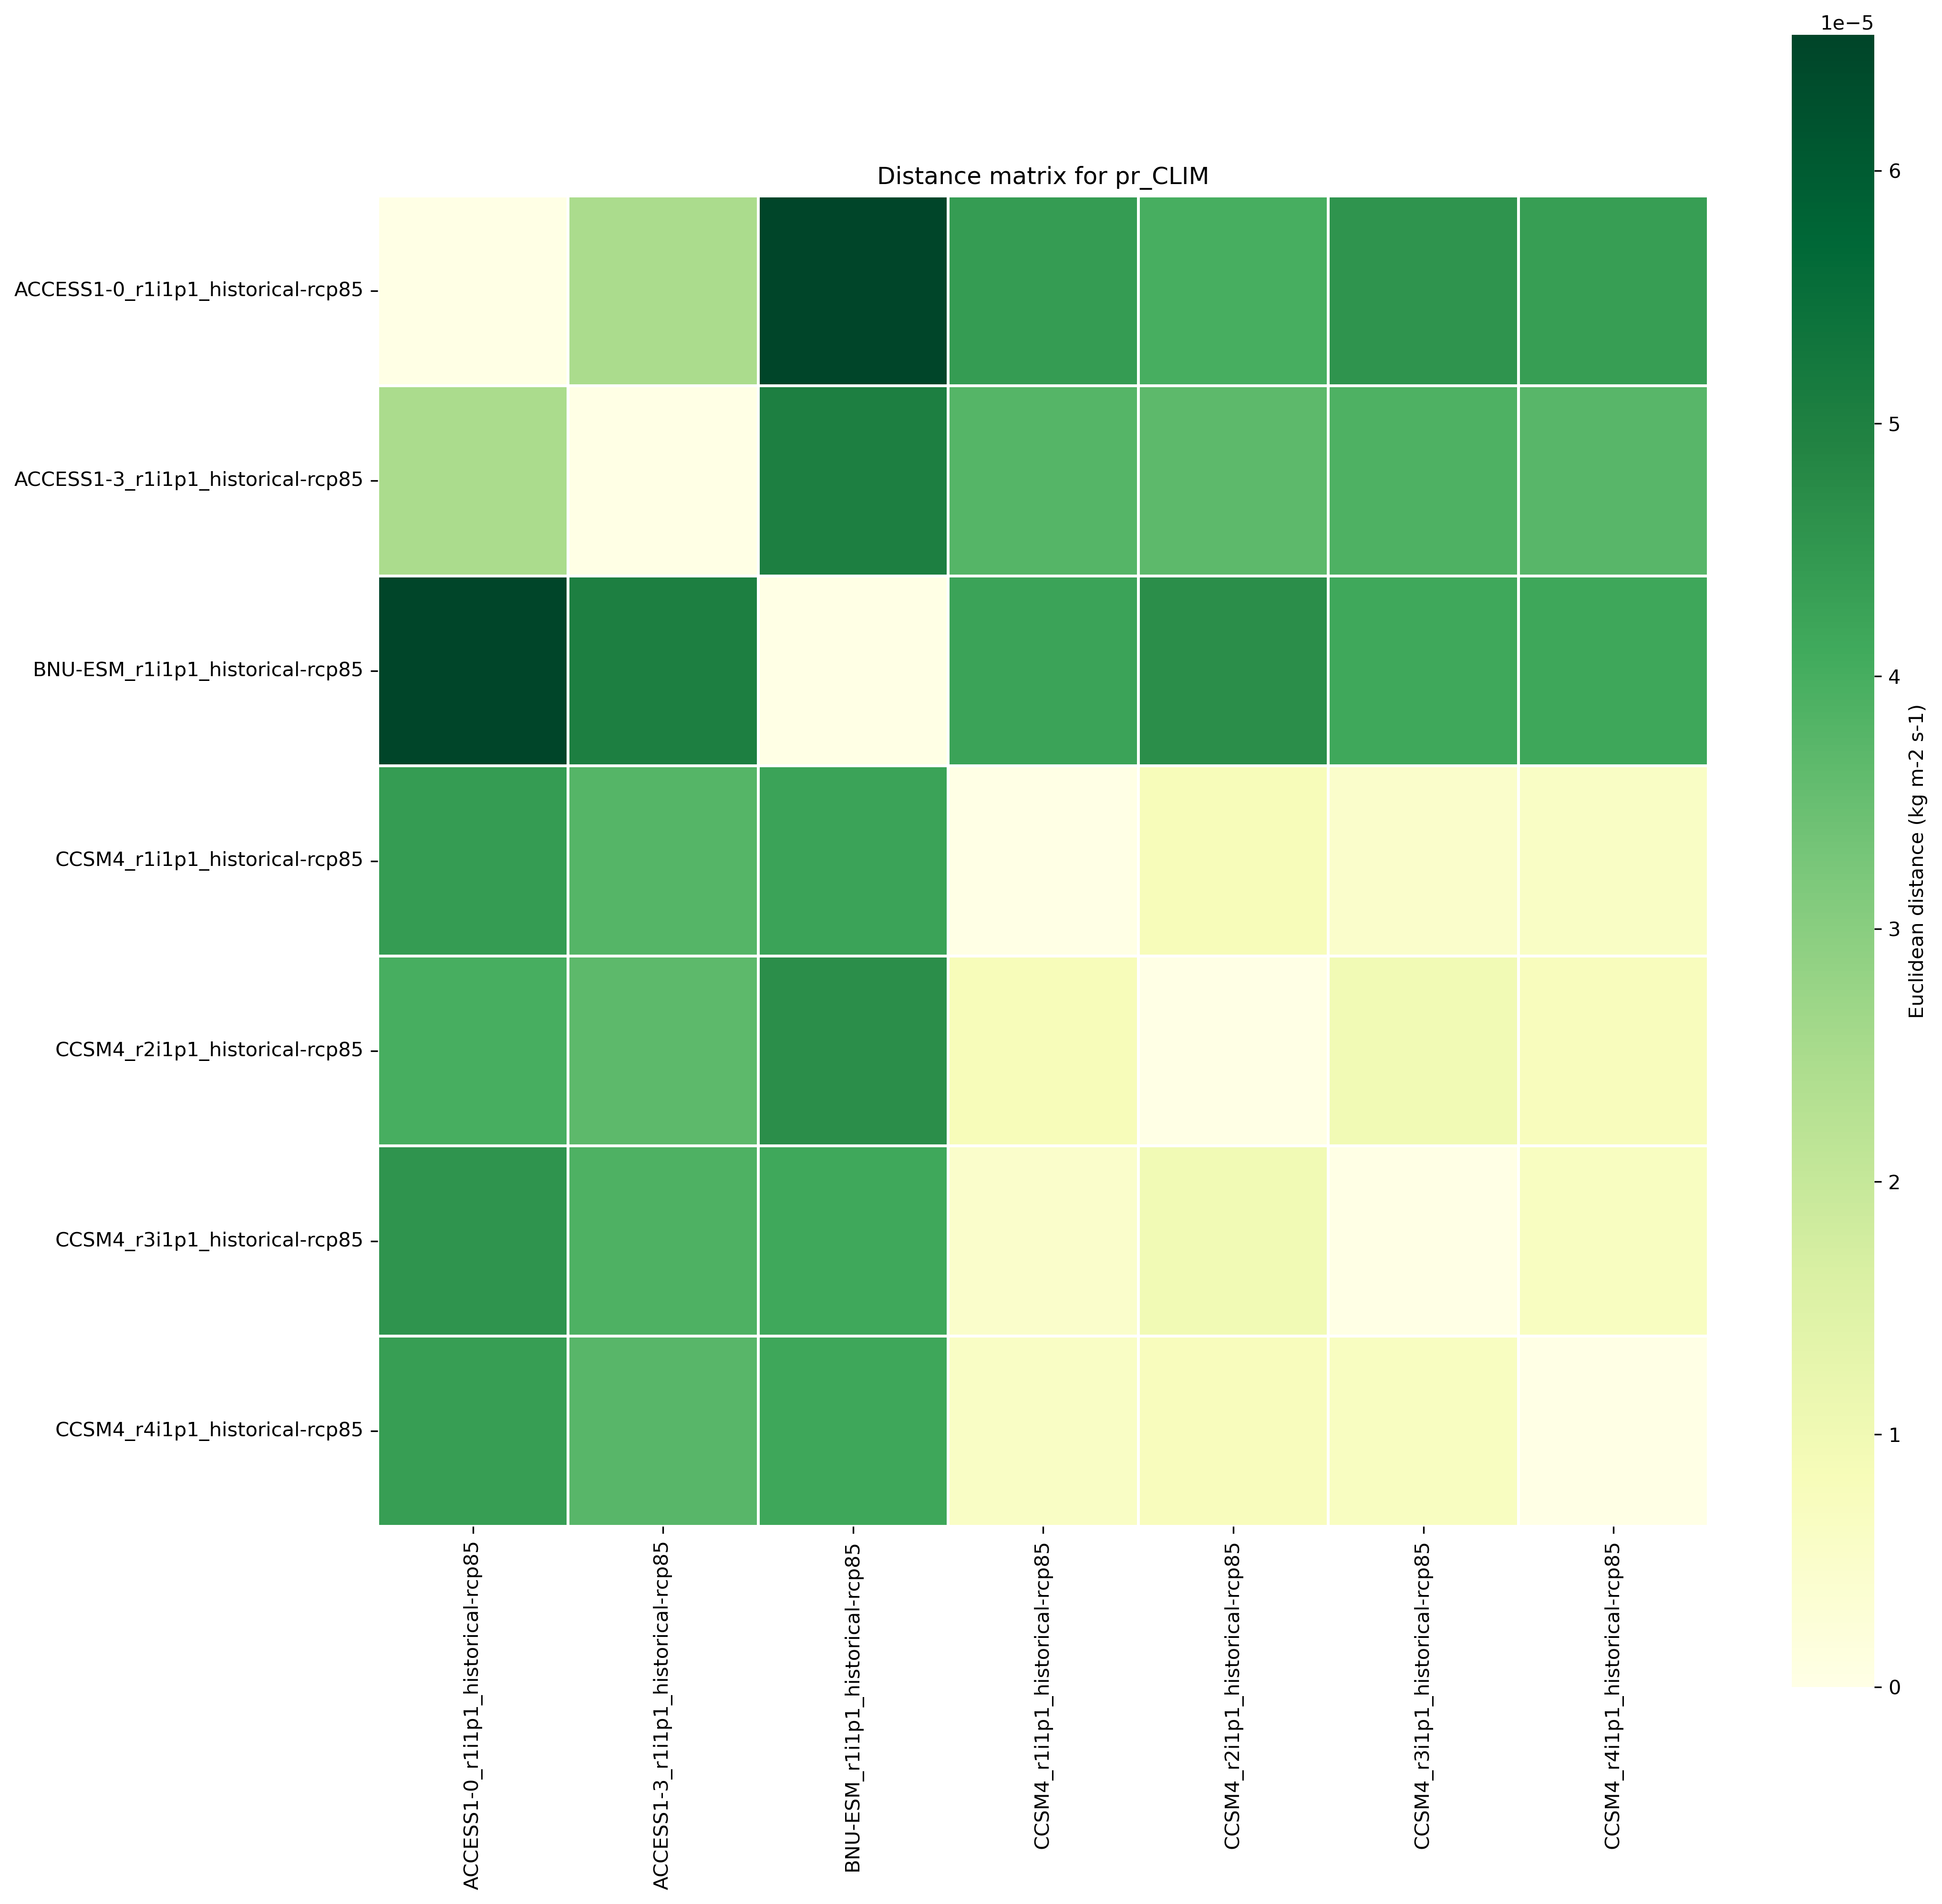 1e−5
Distance matrix for pr_CLIM
ACCESS1-0_r1i1p1_historical-rcp85
ACCESS1-3_r1i1p1_historical-rcp85
BNU-ESM_r1i1p1_historical-rcp85
CCSM4_r1i1p1_historical-rcp85
CCSM4_r2i1p1_historical-rcp85
CCSM4_r3i1p1_historical-rcp85
CCSM4_r4i1p1_historical-rcp85
ACCESS1-0_r1i1p1_historical-rcp85
ACCESS1-3_r1i1p1_historical-rcp85
BNU-ESM_r1i1p1_historical-rcp85
CCSM4_r1i1p1_historical-rcp85
CCSM4_r2i1p1_historical-rcp85
CCSM4_r3i1p1_historical-rcp85
CCSM4_r4i1p1_historical-rcp85
6
5
4
3
2
1
0
Euclidean distance (kg m-2 s-1)